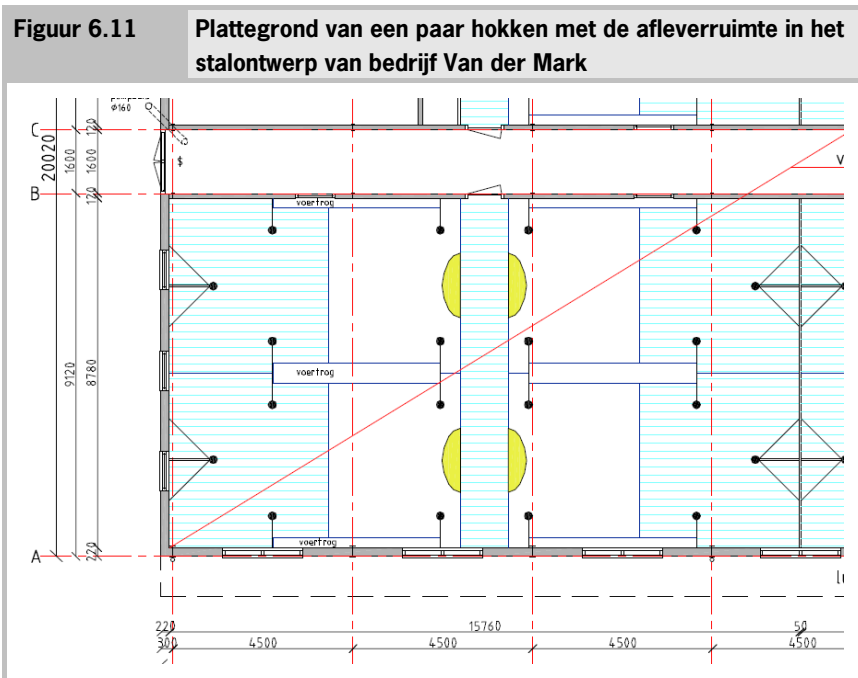 Figuur 6.11
Plattegrond van een paar hokken met de afleverruimte in het
stalontwerp van bedrijf Van der Mark
ø160
C
B
A
20020
1600
1600
120
120
$
V
9120
8780
220
voertrog
voertrog
voertrog
220
15760
50
300
4500
4500
4500
4500